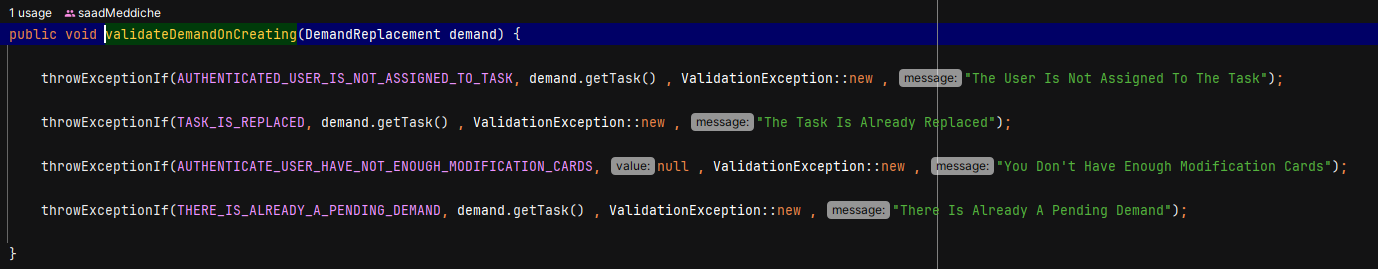 1 usage saadMeddiche
public void validateDemandOnCreating(DemandReplacement demand) {
throwExceptionIf(AUTHENTICATED_USER_IS_NOT_ASSIGNED_TO_TASK, demand.getTask() , ValidationException::new , message: "The User Is Not Assigned To The Task");
throwExceptionIf(TASK_IS_REPLACED, demand.getTask() , ValidationException::new , message: "The Task Is Already Replaced");
throwExceptionIf(AUTHENTICATE_USER_HAVE_NOT_ENOUGH_MODIFICATION_CARDS, value: null , ValidationException::new , message: "You Don't Have Enough Modification Cards");
throwExceptionIf(THERE_IS_ALREADY_A_PENDING_DEMAND, demand.getTask() , ValidationException::new , message: "There Is Already A Pending Demand");
}